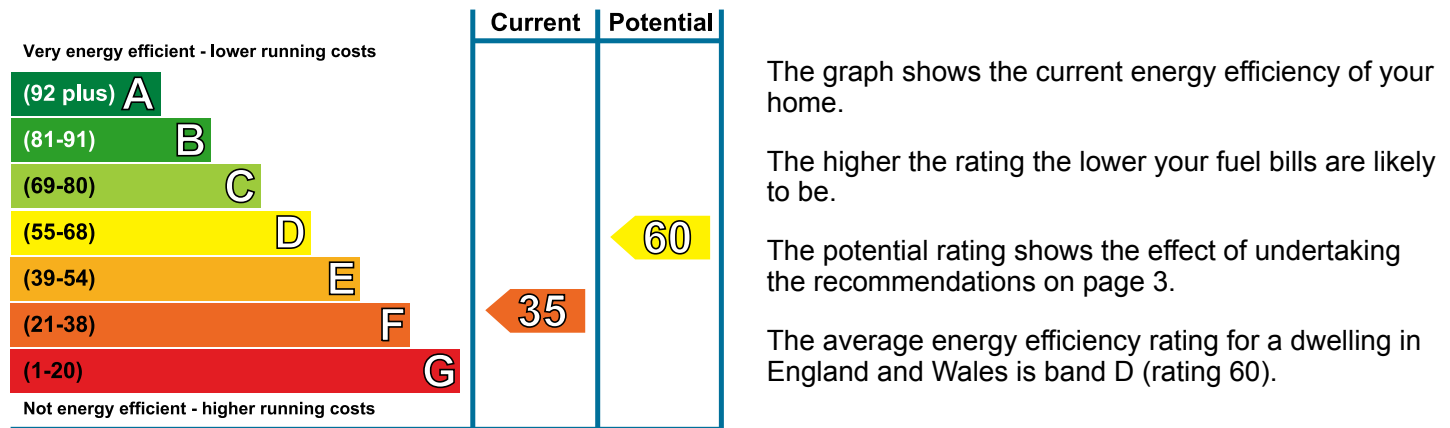 Current Potential
Very energy efficient - lower running costs
(92 plus) A
(81-91) B
(69-80) C
(55-68) D
(39-54) E
(21-38) F
(1-20) G
Not energy efficient - higher running costs
60
35
The graph shows the current energy efficiency of your
home.
The higher the rating the lower your fuel bills are likely
to be.
The potential rating shows the effect of undertaking
the recommendations on page 3.
The average energy efficiency rating for a dwelling in
England and Wales is band D (rating 60).